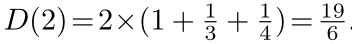 D(2) = 2 × (1 + 1/3 + 1/4) = 19/6.